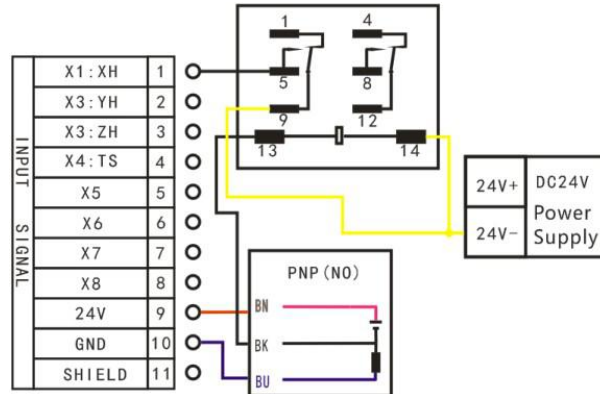 INPUT SIGNAL
X1:XH 1
X3:YH 2
X3:ZH 3
X4:TS 4
X5 5
X6 6
X7 7
X8 8
24V 9
GND 10
SHIELD 11
1 4
5 8
9 12
13 14
24V+ DC24V
24V- Power
Supply
PNP(NO)
BN
BK
BU